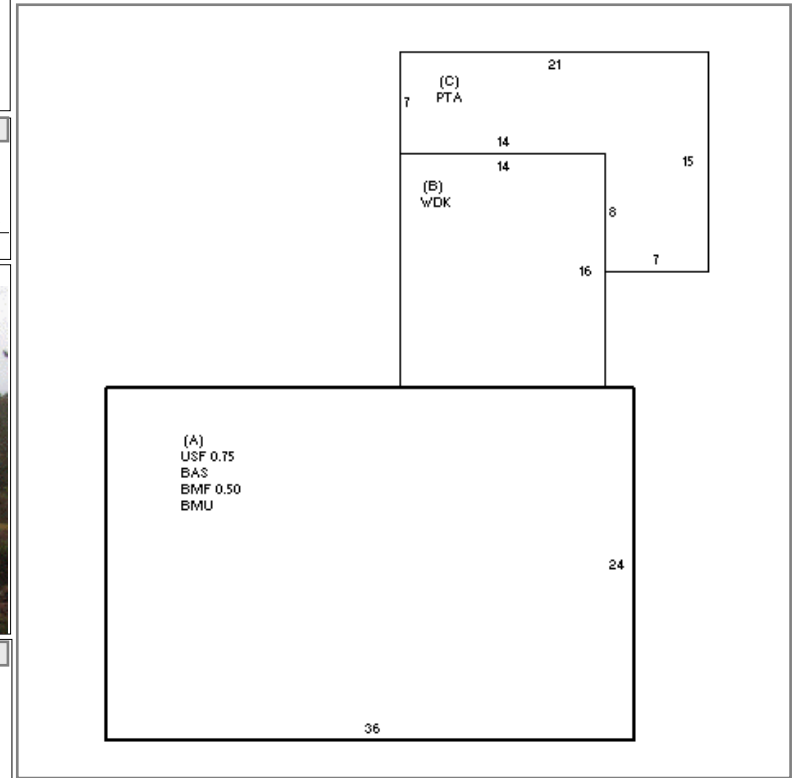 21
(C)
PTA
7
14
15
14
(B)
WDK
8
7
16
(A)
USF 0.75
BAS
BMF 0.50
BMU
24
36